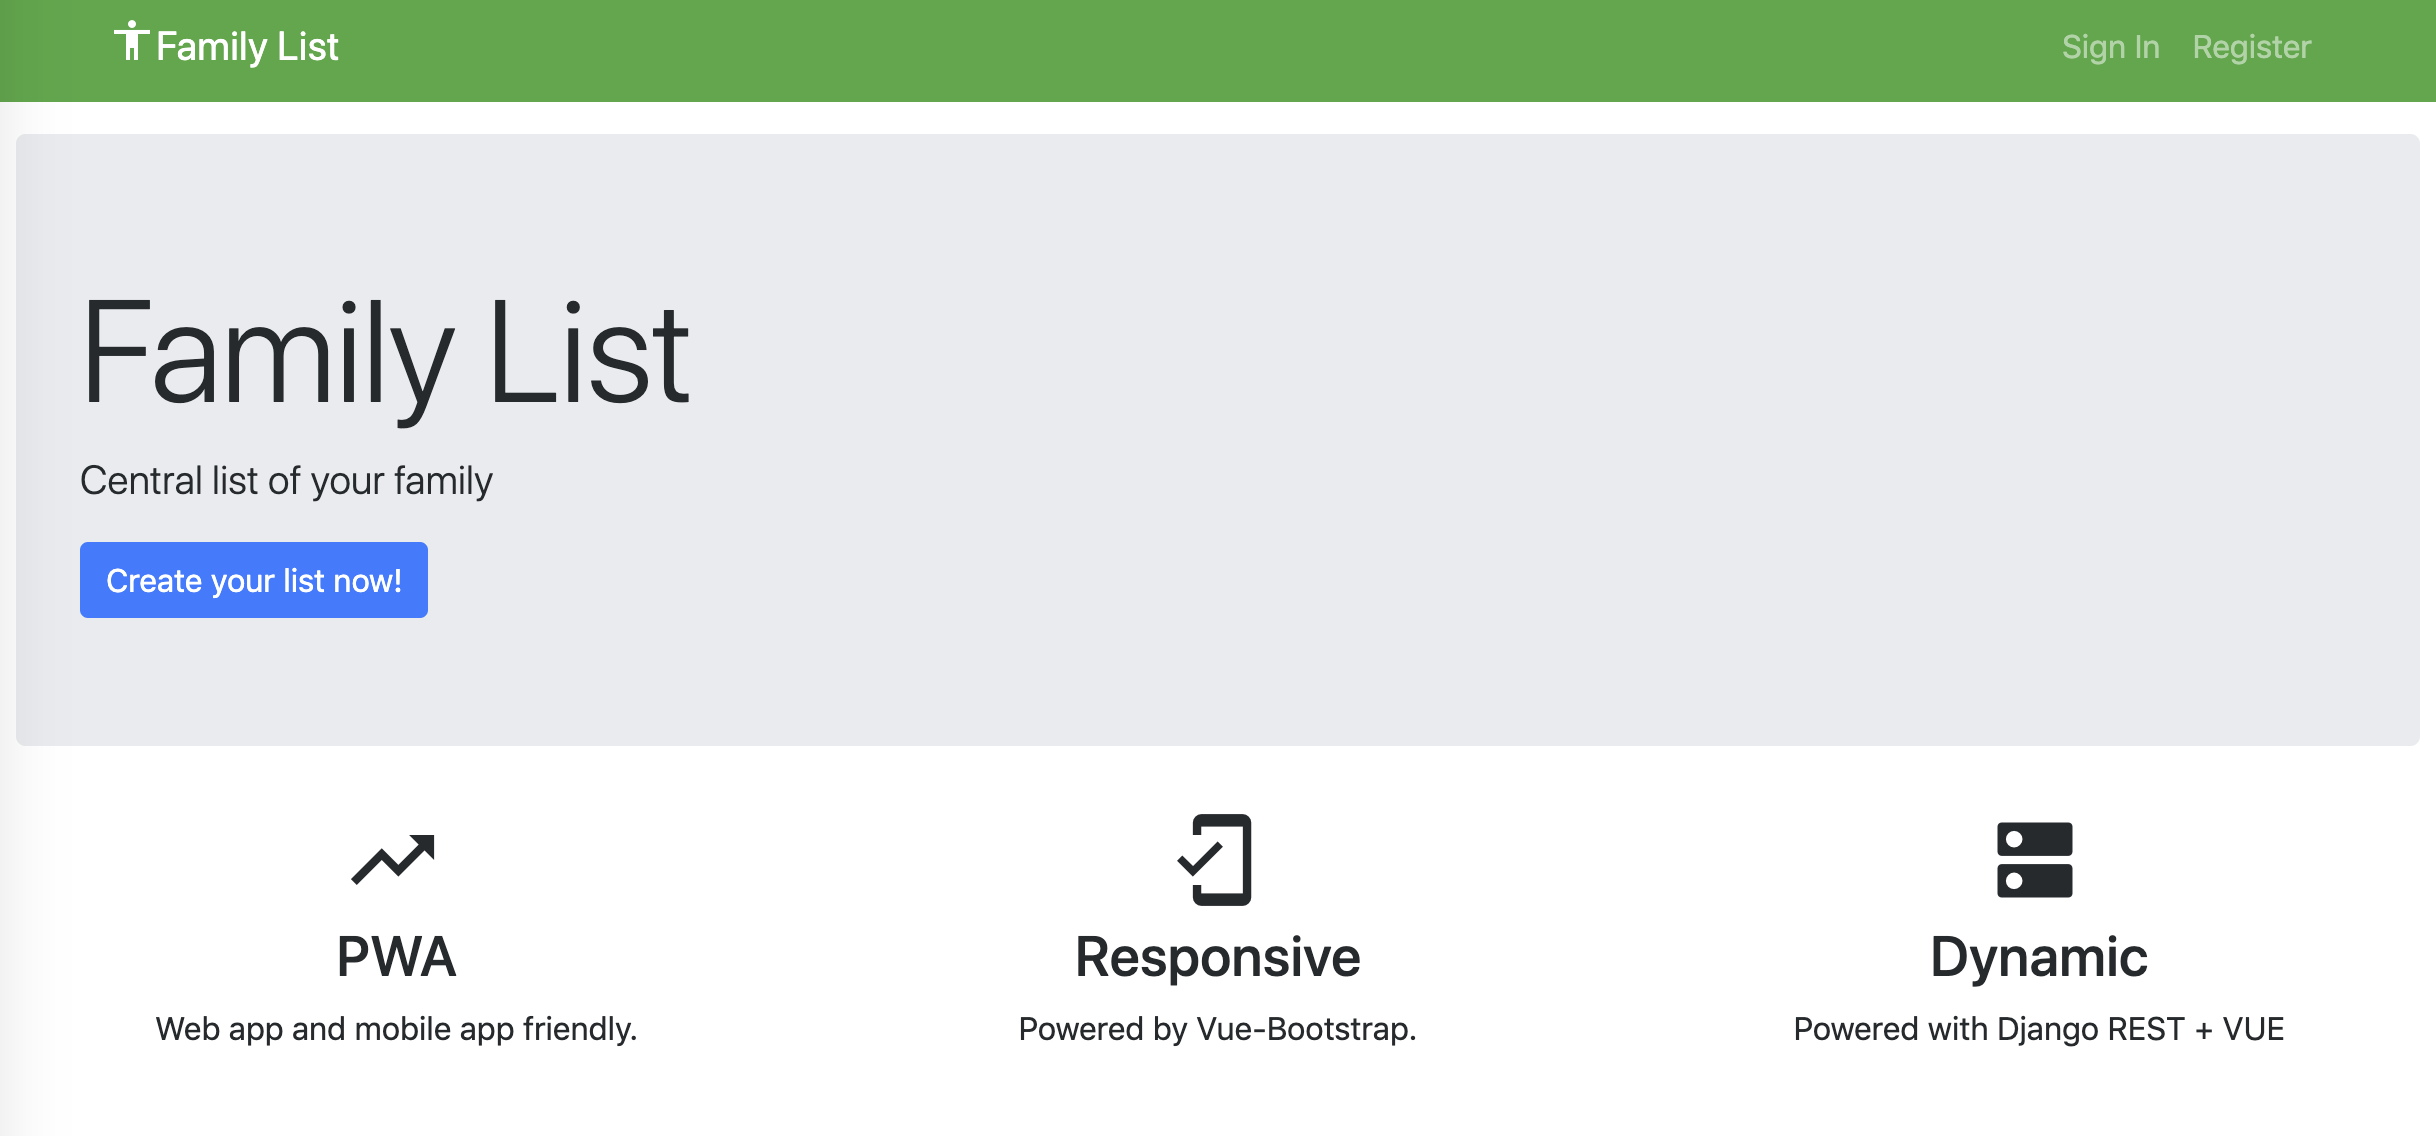 Family List
Sign In Register
Family List
Central list of your family
Create your list now!
PWA
Web app and mobile app friendly.
Responsive
Powered by Vue-Bootstrap.
Dynamic
Powered with Django REST + VUE